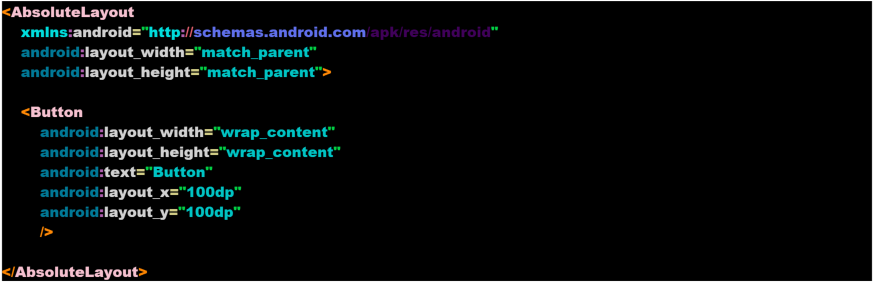 <AbsoluteLayout
xmlns:android="http://schemas.android.com/apk/res/android"
android:layout_width="match_parent"
android:layout_height="match_parent">
<Button
android:layout_width="wrap_content"
android:layout_height="wrap_content"
android:text="Button"
android:layout_x="100dp"
android:layout_y="100dp"
/>
</AbsoluteLayout>